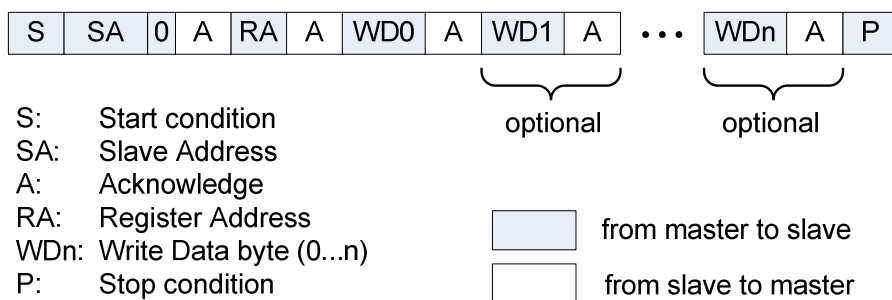 S SA 0 A RA A WD0 A WD1 A ••• WDn A P
optional optional
S: Start condition
SA: Slave Address
A: Acknowledge
RA: Register Address
WDn: Write Data byte (0...n)
P: Stop condition
from master to slave
from slave to master